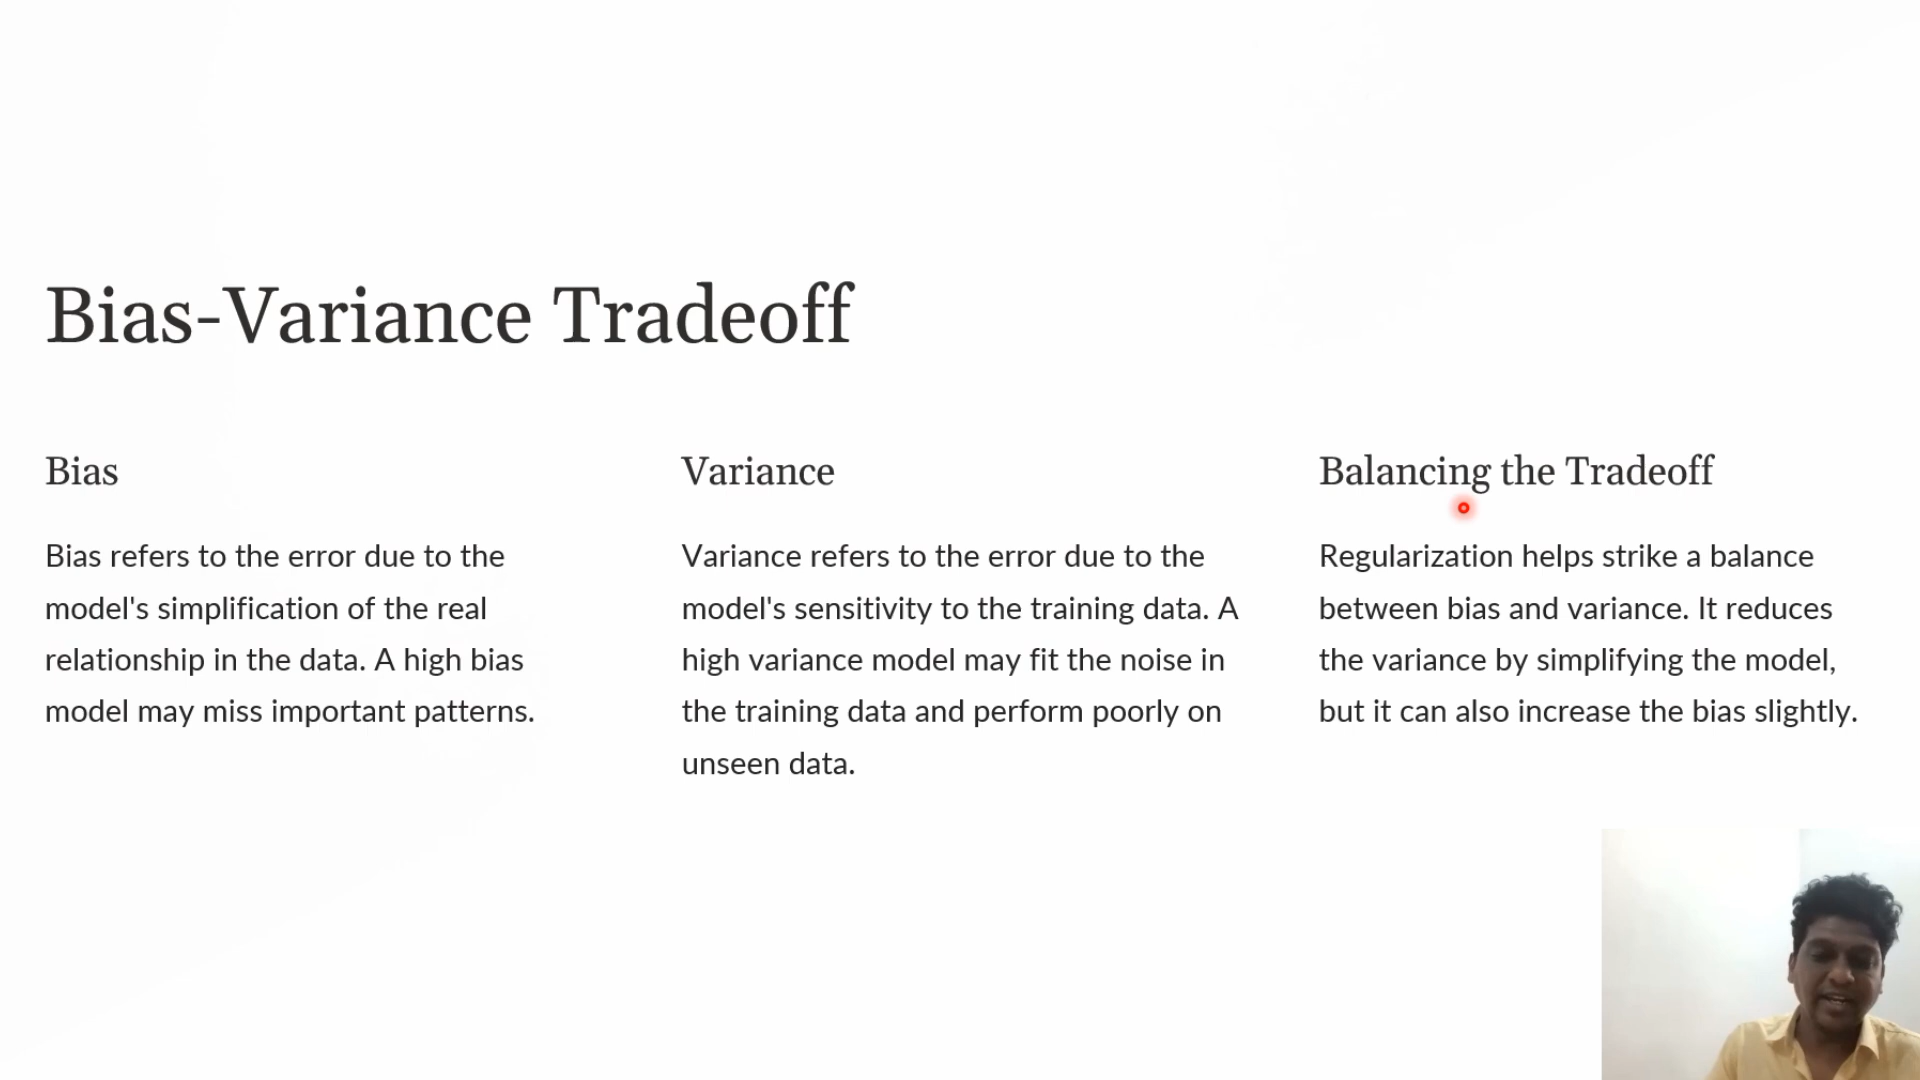 Bias-Variance Tradeoff
Bias
Bias refers to the error due to the
model's simplification of the real
relationship in the data. A high bias
model may miss important patterns.
Variance
Variance refers to the error due to the
model's sensitivity to the training data. A
high variance model may fit the noise in
the training data and perform poorly on
unseen data.
Balancing the Tradeoff
Regularization helps strike a balance
between bias and variance. It reduces
the variance by simplifying the model,
but it can also increase the bias slightly.